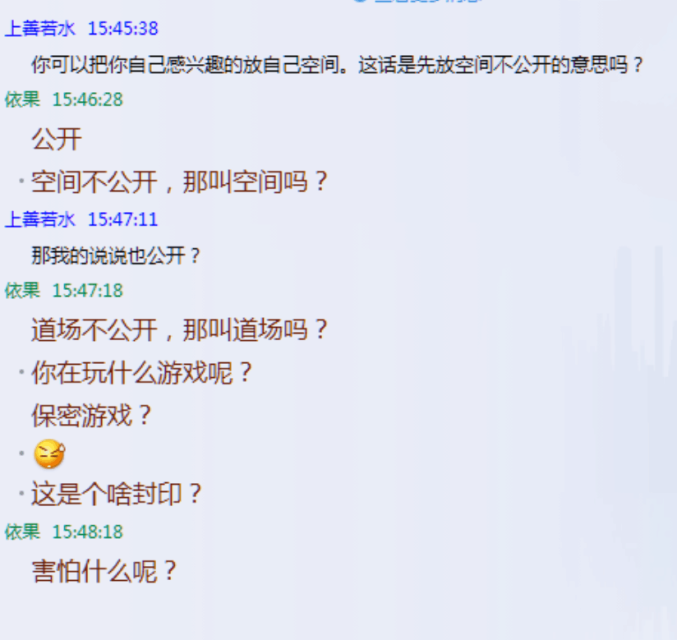 上善若水 15:45:38
你可以把你自己感兴趣的放自己空间。这话是先放空间不公开的意思吗？
依果 15:46:28
公开
空间不公开，那叫空间吗？
上善若水 15:47:11
那我的说说也公开？
依果 15:47:18
道场不公开，那叫道场吗？
你在玩什么游戏呢？
保密游戏？
这是个啥封印？
依果 15:48:18
害怕什么呢？